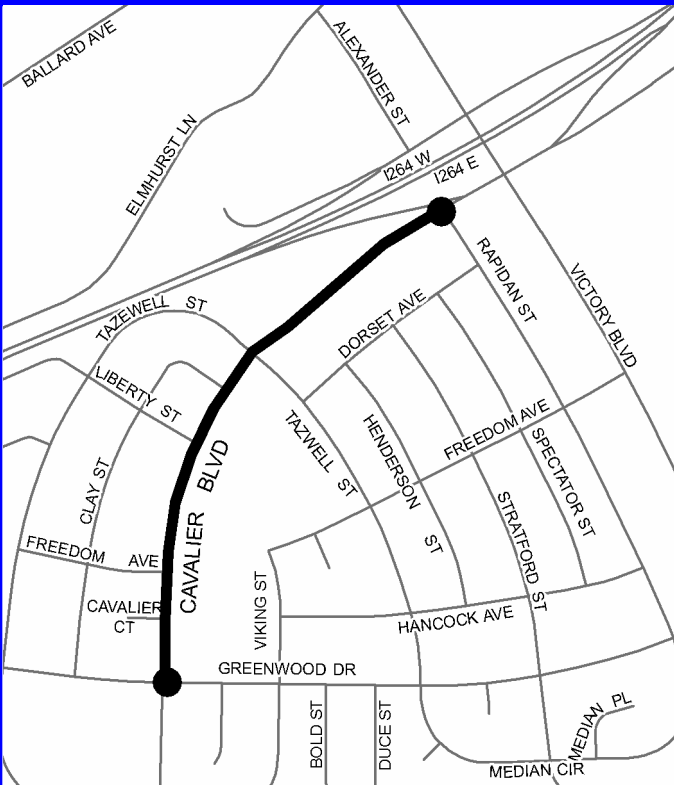 BALLARD AVE
ALEXANDER ST
ELMHURST LN
I264 W
I264 E
RAPIDAN ST
VICTORY BLVD
TAZEWELL ST
DORSET AVE
LIBERTY ST
TAZWELL ST
HENDERSON ST
FREEDOM AVE
SPECTATOR ST
CLAY ST
CAVALIER BLVD
STRATFORD ST
FREEDOM AVE
CAVALIER
CT
VIKING ST
HANCOCK AVE
GREENWOOD DR
BOLD ST
DUCE ST
MEDIAN PL
MEDIAN CIR